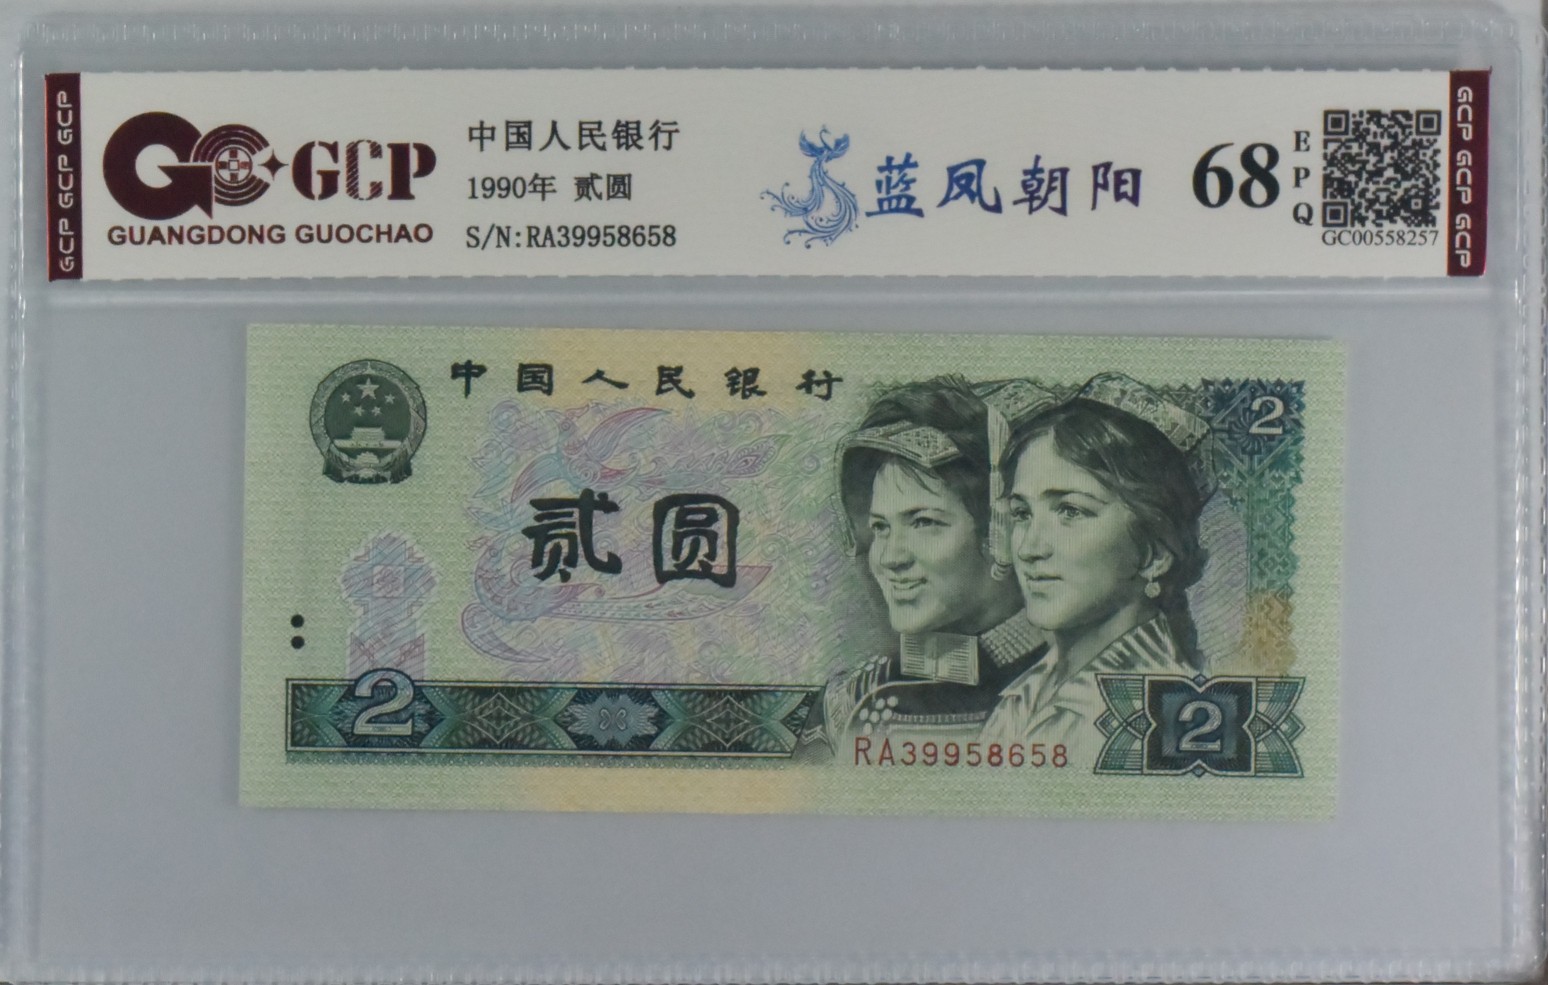 GCP GCP GCP
GCP
GUANGDONG GUOCHAO
中国人民银行
1990年 贰圆
S/N:RA39958658
蓝凤朝阳
68
EPQ
GC00558257
GCP GCP GCP
中国人民银行
2
贰圆
2
RA39958658
2